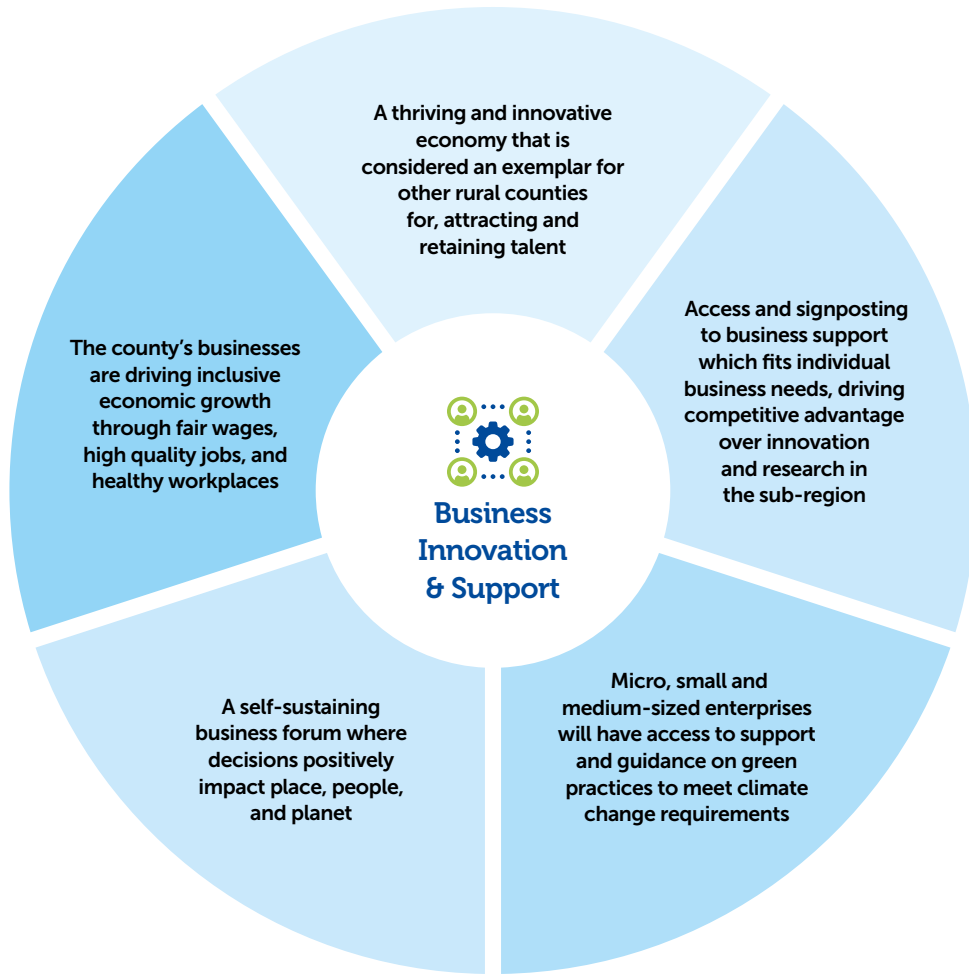 A thriving and innovative
economy that is
considered an exemplar for
other rural counties
for, attracting and
retaining talent
Access and signposting
to business support
which fits individual
business needs, driving
competitive advantage
over innovation
and research in
the sub-region
Micro, small and
medium-sized enterprises
will have access to support
and guidance on green
practices to meet climate
change requirements
A self-sustaining
business forum where
decisions positively
impact place, people,
and planet
The county’s businesses
are driving inclusive
economic growth
through fair wages,
high quality jobs, and
healthy workplaces
Business
Innovation
& Support